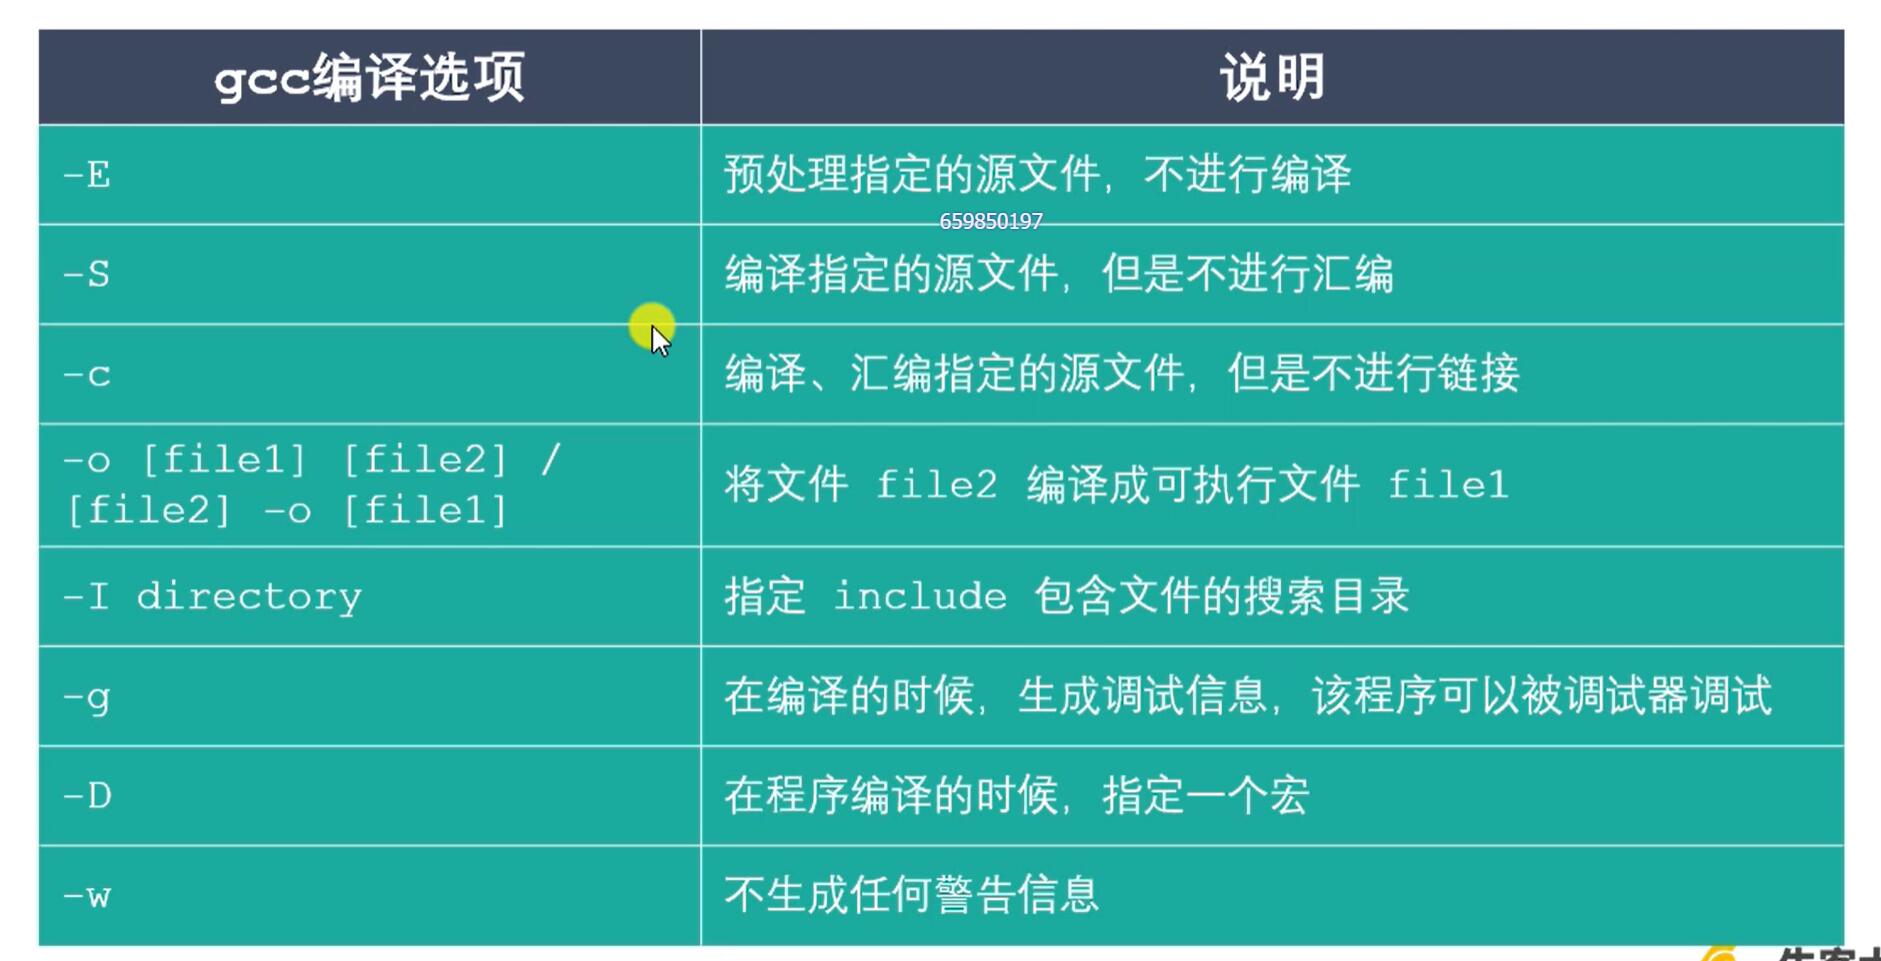 gcc编译选项
说明
-E
预处理指定的源文件，不进行编译
659850197
-S
编译指定的源文件，但是不进行汇编
-c
编译、汇编指定的源文件，但是不进行链接
-o [file1] [file2] /
[file2] -o [file1]
将文件 file2 编译成可执行文件 file1
-I directory
指定 include 包含文件的搜索目录
-g
在编译的时候，生成调试信息，该程序可以被调试器调试
-D
在程序编译的时候，指定一个宏
-w
不生成任何警告信息